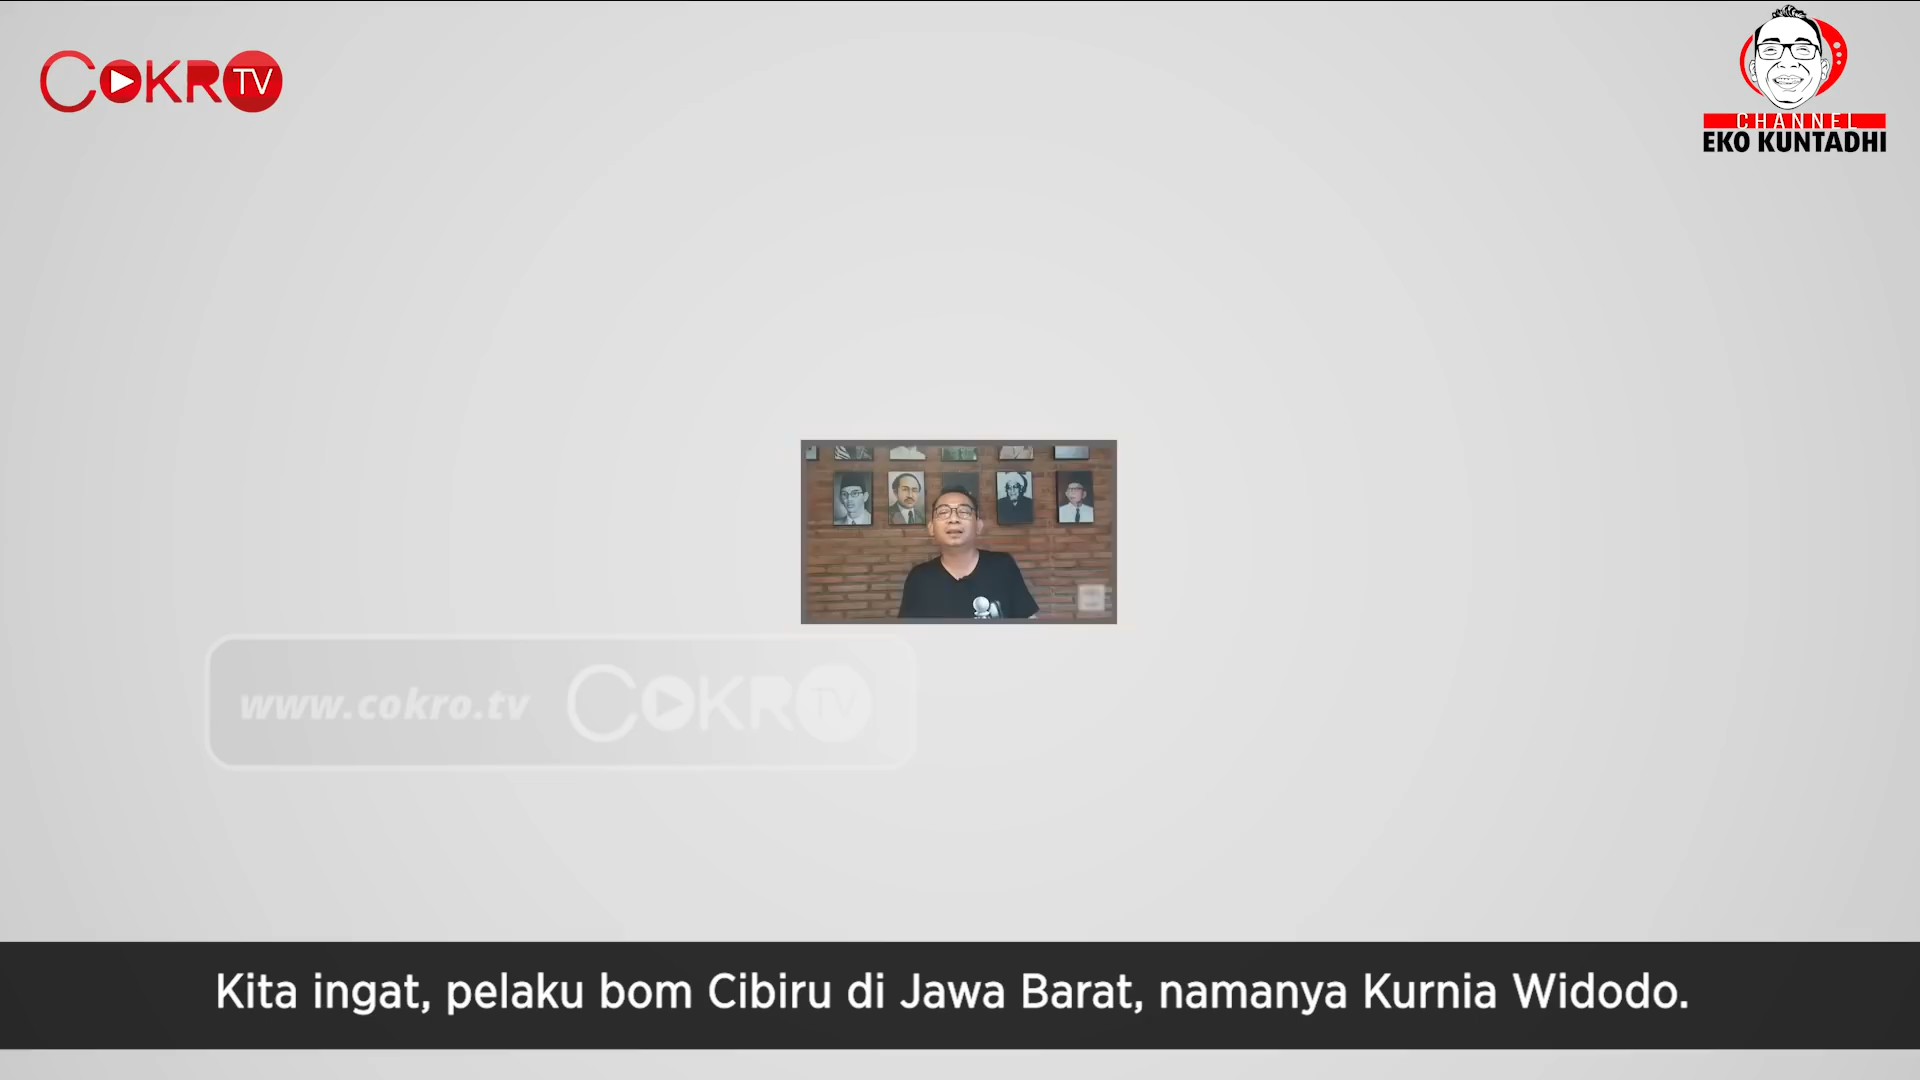 COKRO TV
CHANNEL
EKO KUNTADHI
www.cokro.tv COKRO TV
Kita ingat, pelaku bom Cibiru di Jawa Barat, namanya Kurnia Widodo.